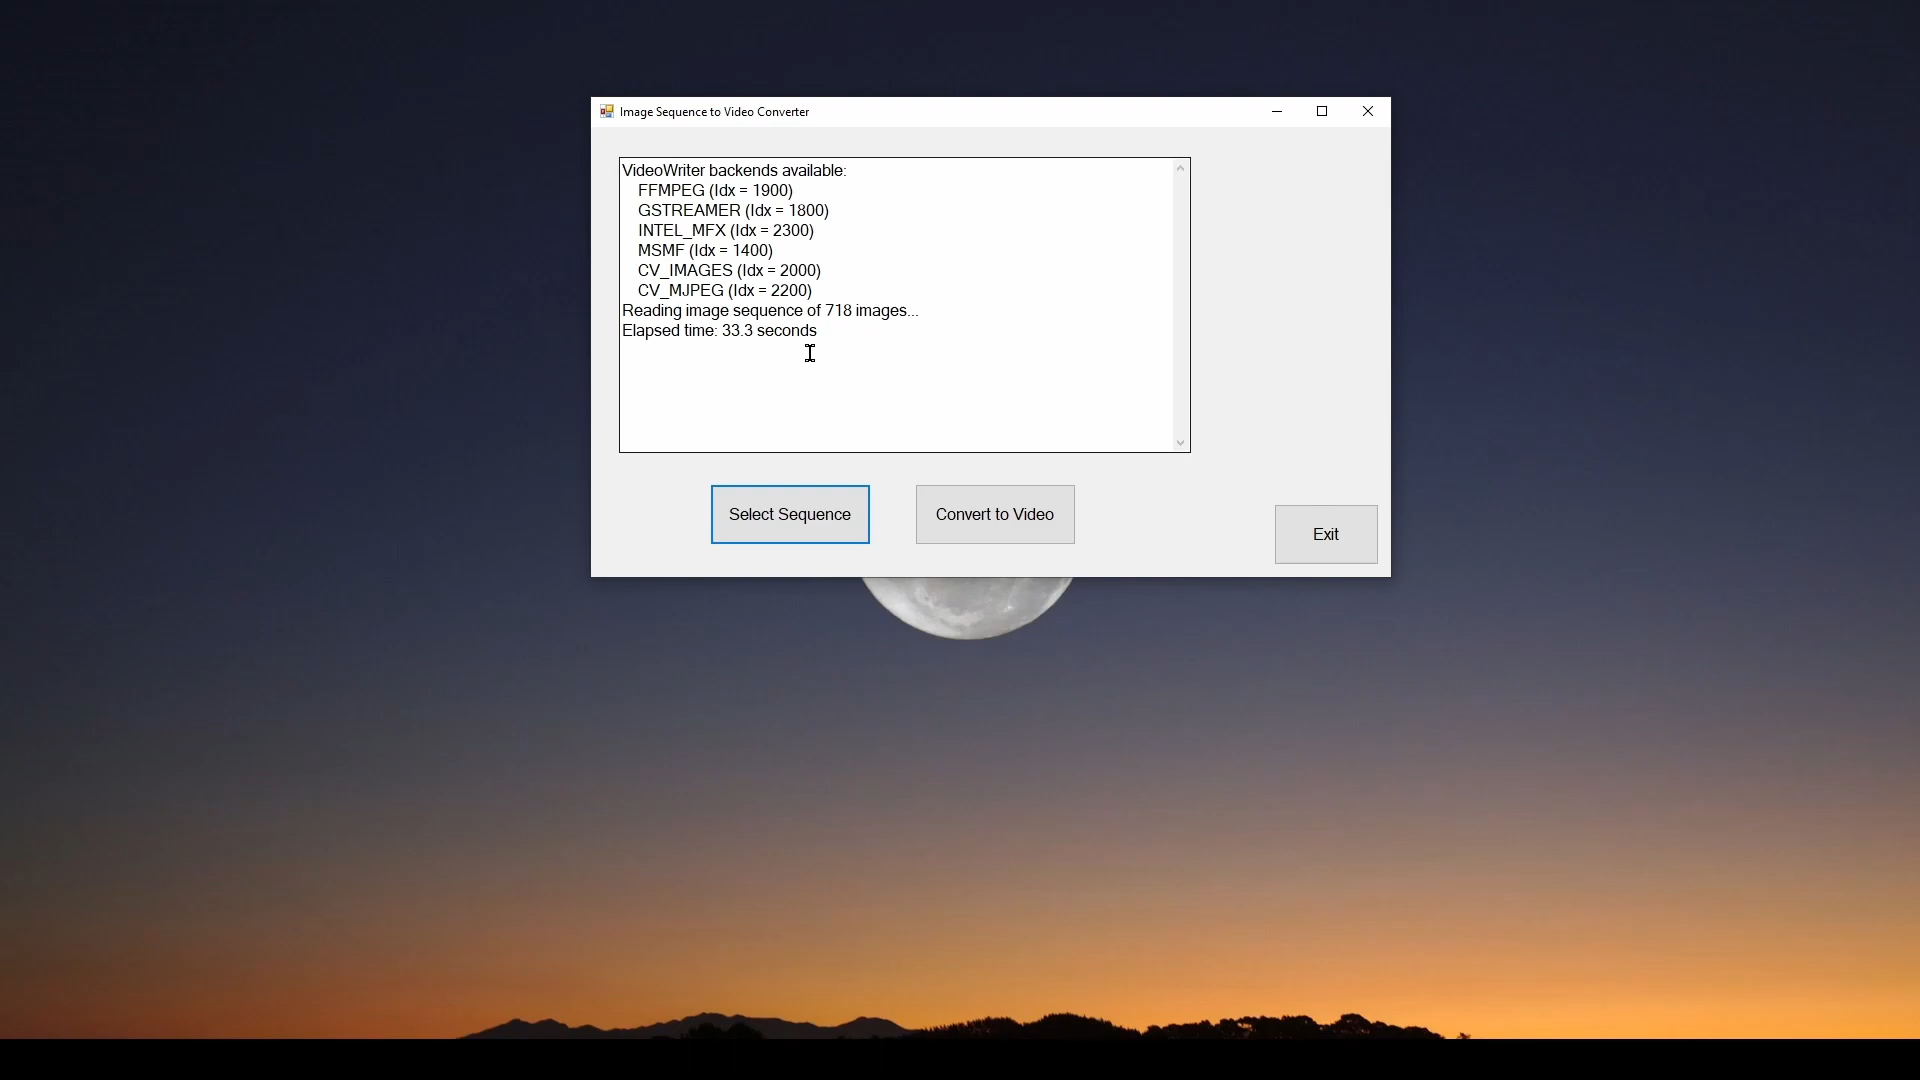 Image Sequence to Video Converter
VideoWriter backends available:
FFMPEG (Idx = 1900)
GSTREAMER (Idx = 1800)
INTEL_MFX (Idx = 2300)
MSMF (Idx = 1400)
CV_IMAGES (Idx = 2000)
CV_MJPEG (Idx = 2200)
Reading image sequence of 718 images...
Elapsed time: 33.3 seconds
Select Sequence
Convert to Video
Exit